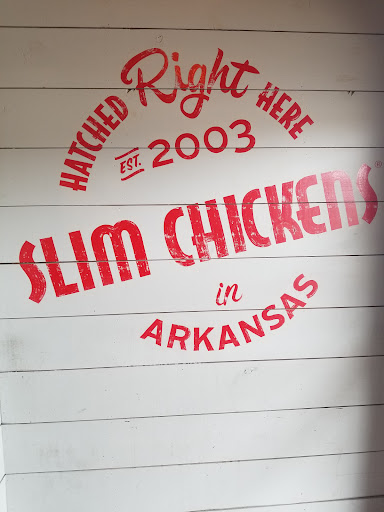 HATCHED Right HERE
EST. 2003
SLIM CHICKENS®
in
ARKANSAS